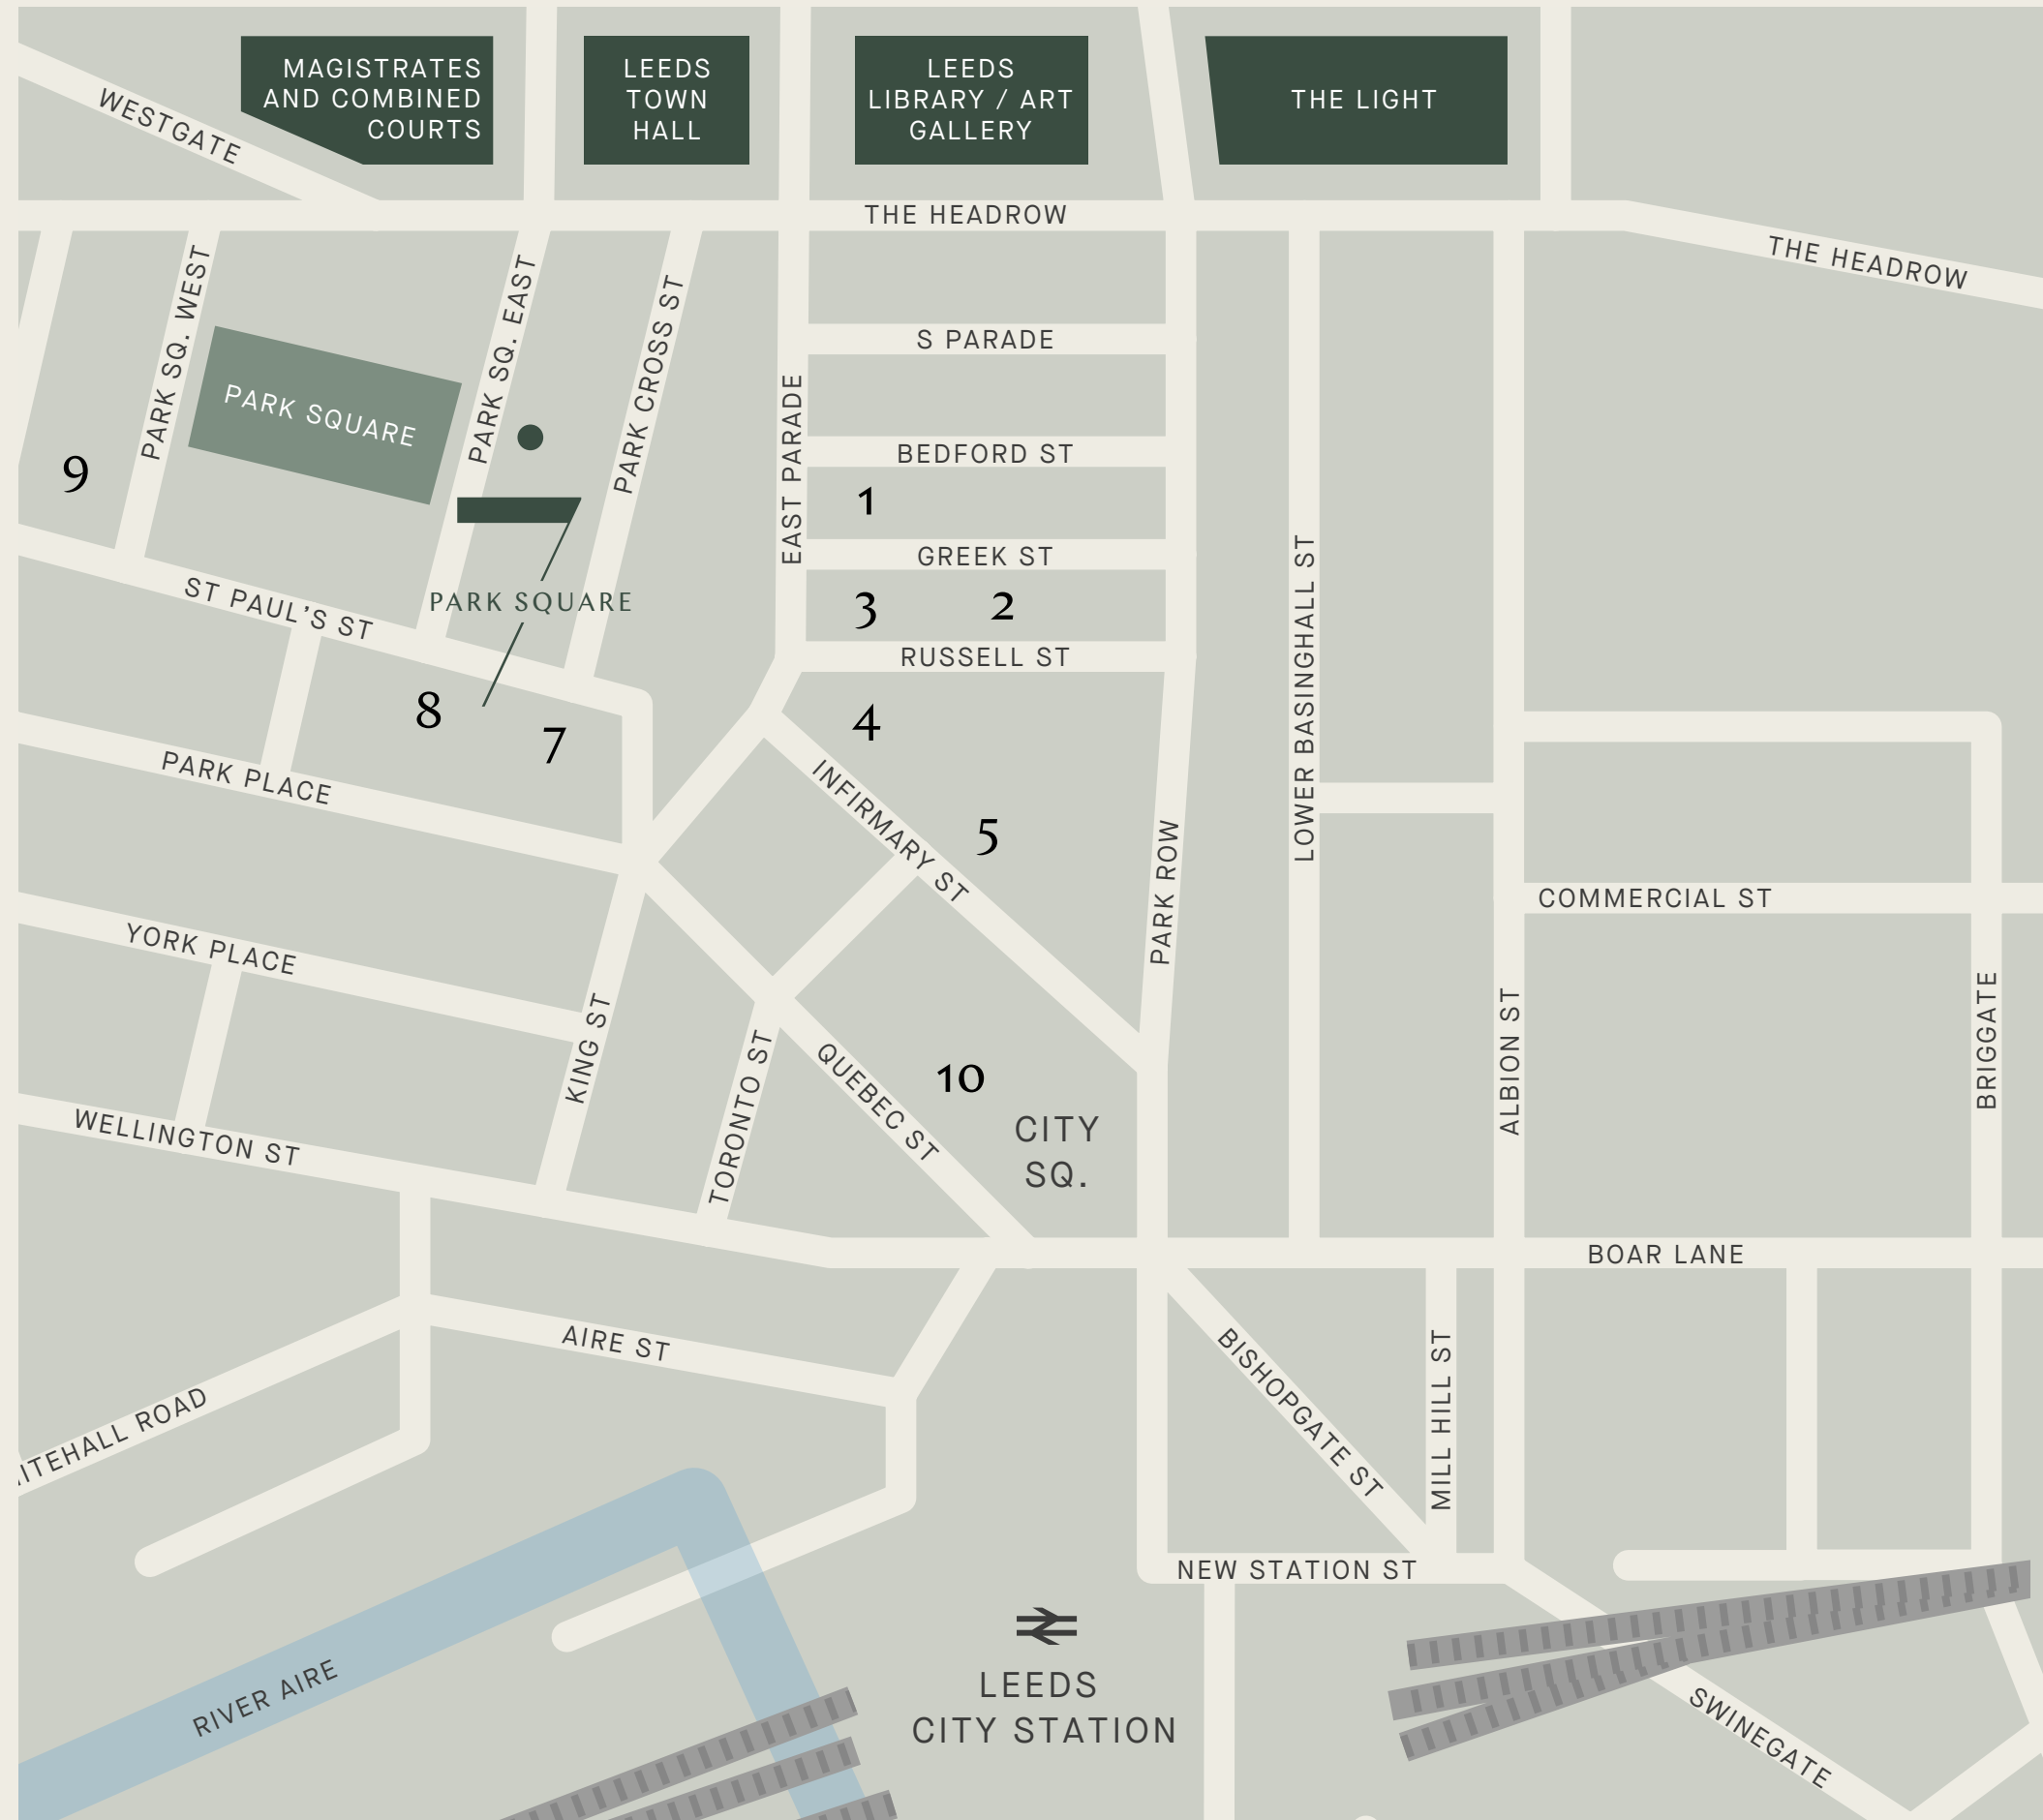 MAGISTRATES
AND COMBINED
COURTS
LEEDS
TOWN
HALL
LEEDS
LIBRARY / ART
GALLERY
THE LIGHT
WESTGATE
THE HEADROW
THE HEADROW
PARK SQ. WEST
PARK SQ. EAST
PARK CROSS ST
S PARADE
PARK SQUARE
EAST PARADE
BEDFORD ST
9
1
7
GREEK ST
PARK SQUARE
3
2
ST PAUL’S ST
RUSSELL ST
LOWER BASINGHALL ST
8
7
4
PARK PLACE
INFIRMARY ST
5
PARK ROW
COMMERCIAL ST
YORK PLACE
KING ST
TORONTO ST
QUEBEC ST
10
CITY
SQ.
ALBION ST
BRIGGATE
WELLINGTON ST
BOAR LANE
AIRE ST
BISHOPGATE ST
MILL HILL ST
ITEHALL ROAD
NEW STATION ST
RIVER AIRE
LEEDS
CITY STATION
SWINEGATE